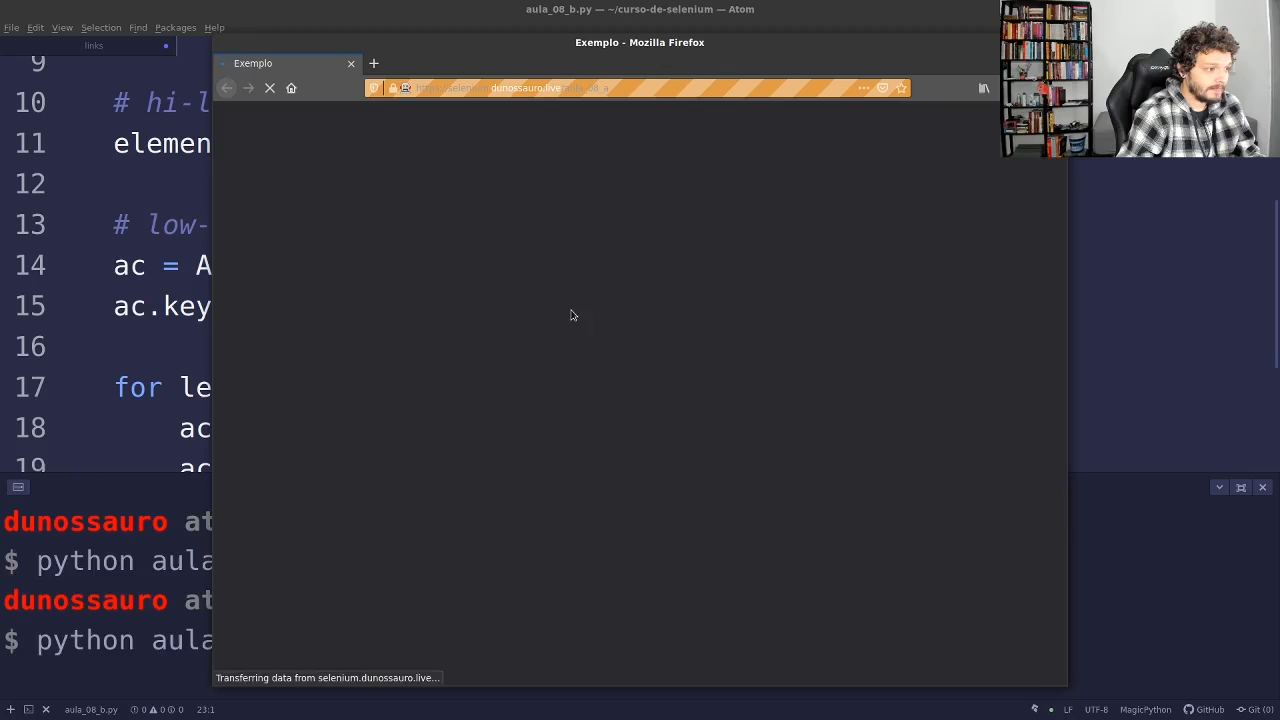 aula_08_b.py — ~/curso-de-selenium — Atom
File Edit View Selection Find Packages Help
links
Exemplo - Mozilla Firefox
Exemplo
https://selenium.dunossauro.live/aula_08_a
9
10 # hi-l
11 elemen
12
13 # low-
14 ac = A
15 ac.key
16
17 for le
18 ac
19 ac
dunossauro at
$ python aula
dunossauro at
$ python aula
Transferring data from selenium.dunossauro.live...
aula_08_b.py 0 0 0 23:1 LF UTF-8 MagicPython GitHub Git (0)